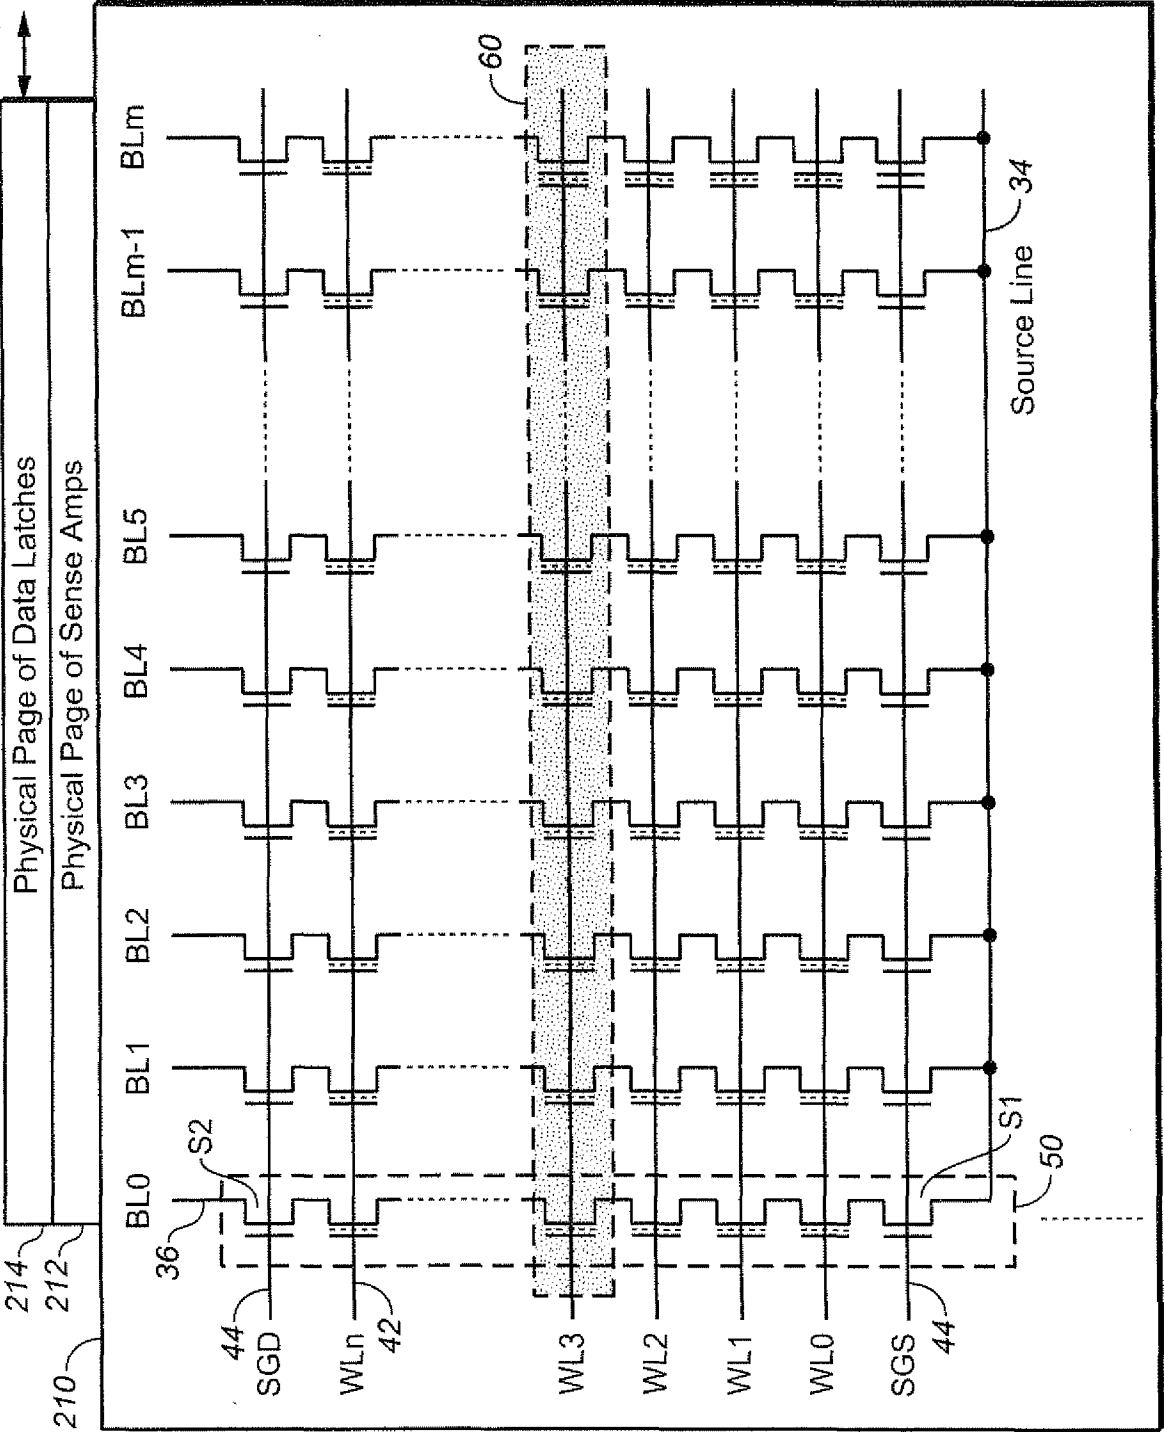 214
Physical Page of Data Latches
212
Physical Page of Sense Amps
210
BL0
BL1
BL2
BL3
BL4
BL5
BLm-1
BLm
36
S2
60
44
SGD
WLn
42
WL3
WL2
WL1
WL0
SGS
44
S1
50
Source Line
34